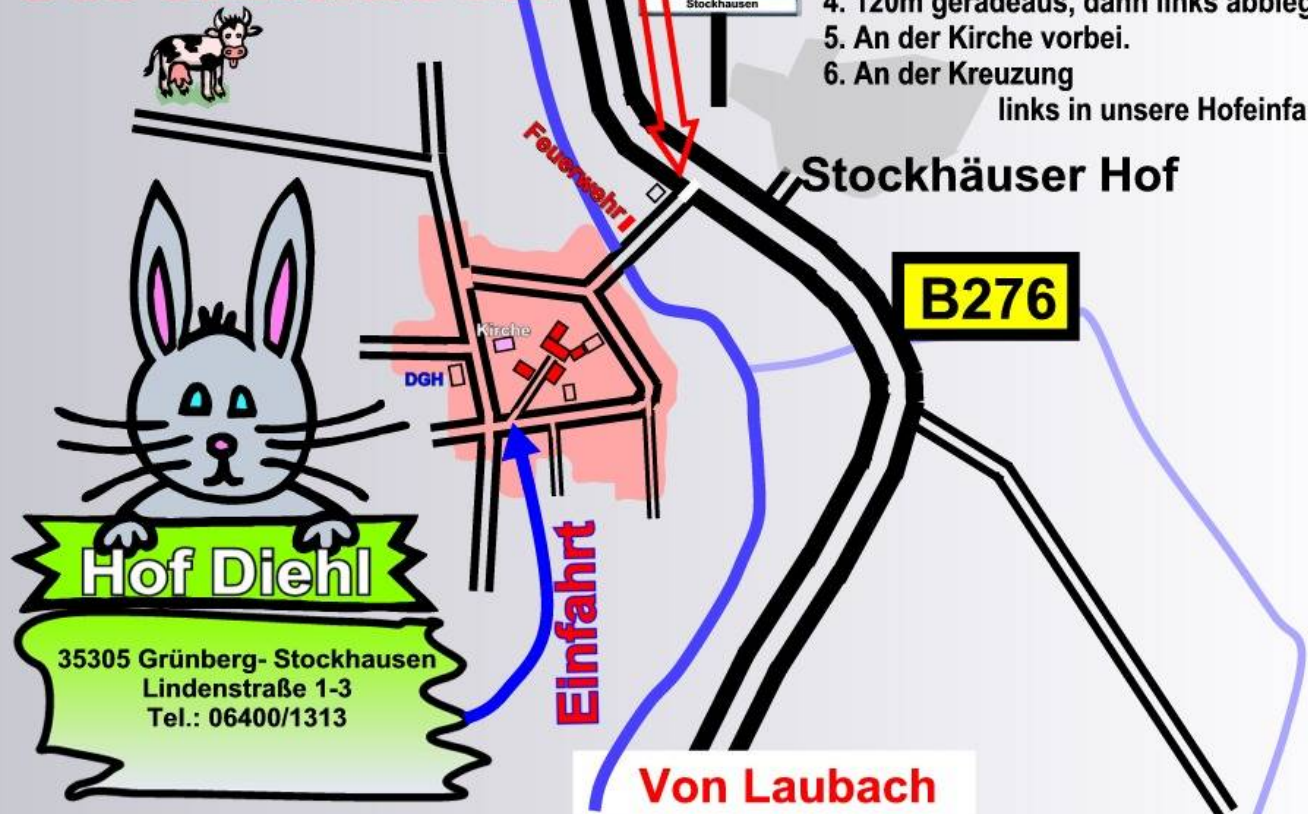 Stockhausen
4. 120m geradeaus, dann links abbieg
5. An der Kirche vorbei.
6. An der Kreuzung
links in unsere Hofeinfa
Feuerwehr
Stockhäuser Hof
B276
Kirche
DGH
Hof Diehl
35305 Grünberg- Stockhausen
Lindenstraße 1-3
Tel.: 06400/1313
Einfahrt
Von Laubach